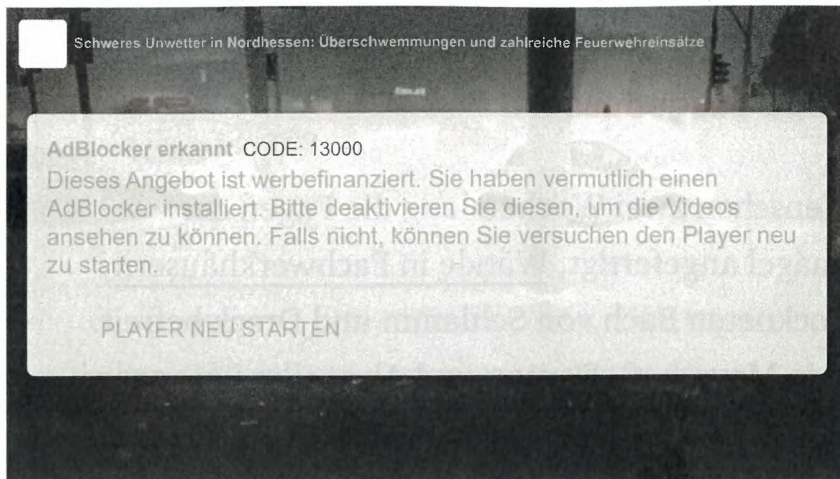 Schweres Unwetter in Nordhessen: Überschwemmungen und zahlreiche Feuerwehreinsätze
AdBlocker erkannt CODE: 13000
Dieses Angebot ist werbefinanziert. Sie haben vermutlich einen
AdBlocker installiert. Bitte deaktivieren Sie diesen, um die Videos
ansehen zu können. Falls nicht, können Sie versuchen den Player neu
zu starten.
PLAYER NEU STARTEN